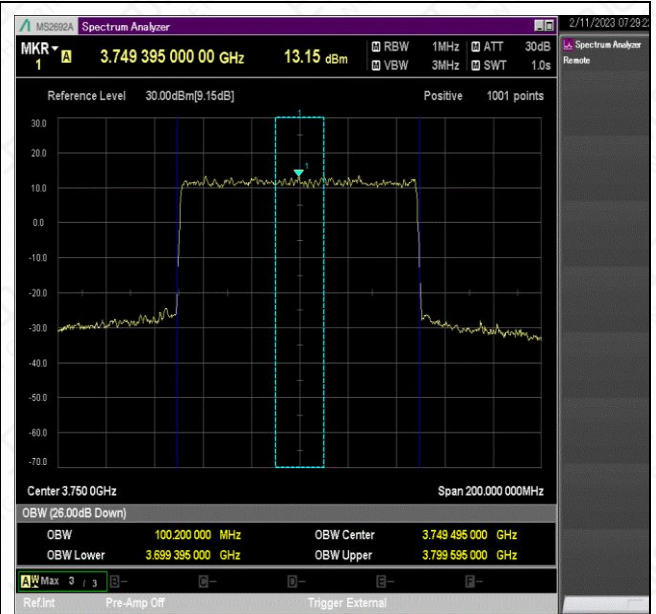 MS2692A Spectrum Analyzer
2/11/2023 07:29:2
MKR A 3.749 395 000 00 GHz 13.15 dBm M RBW 1MHz M ATT 30dB
1 M VBW 3MHz M SWT 1.0s
Spectrum Analyzer
Remote
Reference Level 30.00dBm[9.15dB] Positive 1001 points
1
30.0
20.0
1
10.0
0.0
-10.0
-20.0
-30.0
-40.0
-50.0
-60.0
-70.0
Center 3.750 0GHz Span 200.000 000MHz
OBW (26.00dB Down)
OBW 100.200 000 MHz OBW Center 3.749 495 000 GHz
OBW Lower 3.699 395 000 GHz OBW Upper 3.799 595 000 GHz
A W Max 3 / 3 B- C- D- E- F-
Ref.Int Pre-Amp Off Trigger External